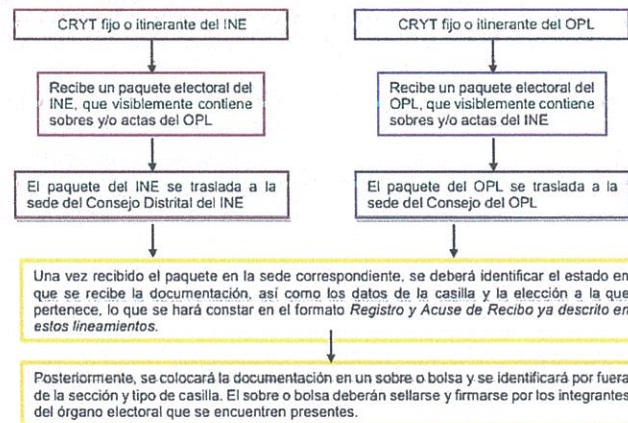 CRYT fijo o itinerante del INE
CRYT fijo o itinerante del OPL
Recibe un paquete electoral del
INE, que visiblemente contiene
sobres y/o actas del OPL
Recibe un paquete electoral del
OPL, que visiblemente contiene
sobres y/o actas del INE
El paquete del INE se traslada a la
sede del Consejo Distrital del INE
El paquete del OPL se traslada a la
sede del Consejo del OPL
Una vez recibido el paquete en la sede correspondiente, se deberá identificar el estado en
que se recibe la documentación, así como los datos de la casilla y la elección a la que
pertenece, lo que se hará constar en el formato Registro y Acuse de Recibo ya descrito en
estos lineamientos.
Posteriormente, se colocará la documentación en un sobre o bolsa y se identificará por fuera
de la sección y tipo de casilla. El sobre o bolsa deberán sellarse y firmarse por los integrantes
del órgano electoral que se encuentren presentes.